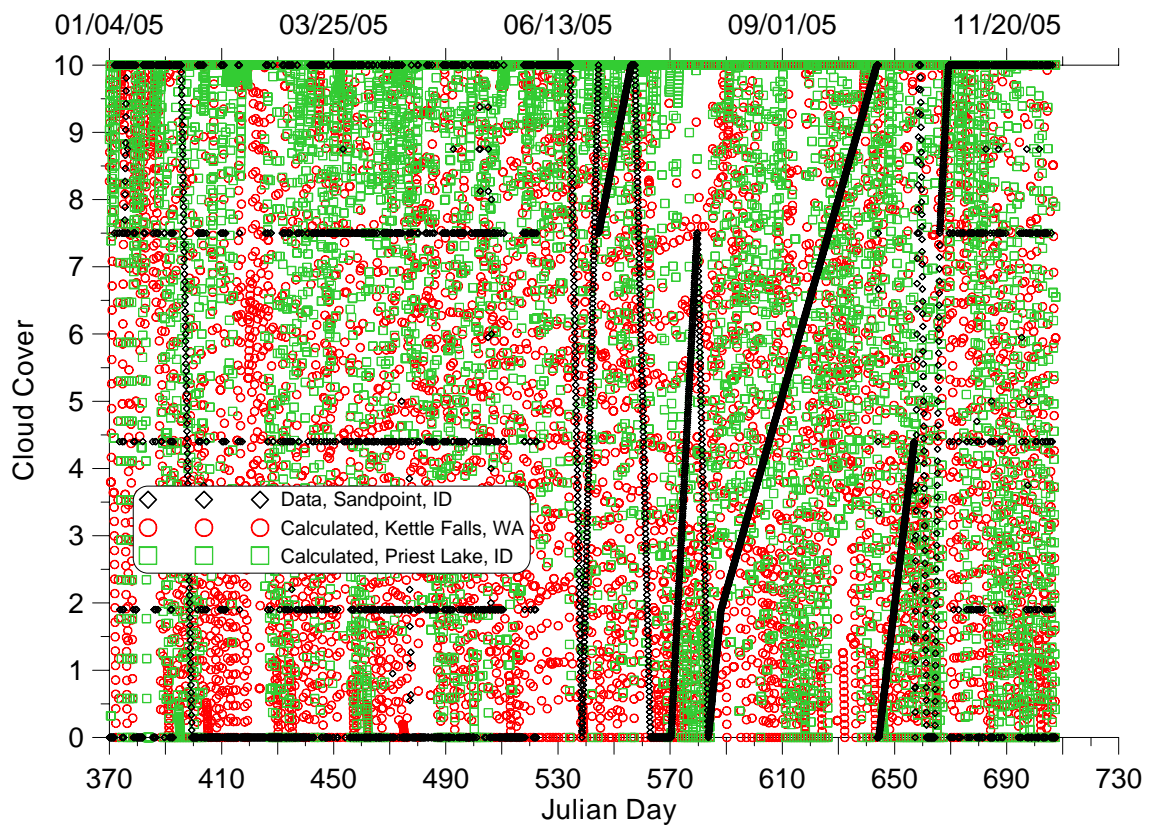 01/04/05 03/25/05 06/13/05 09/01/05 11/20/05
10
9
8
7
6
5
4
3
2
1
0
Cloud Cover
Data, Sandpoint, ID
Calculated, Kettle Falls, WA
Calculated, Priest Lake, ID
370 410 450 490 530 570 610 650 690 730
Julian Day